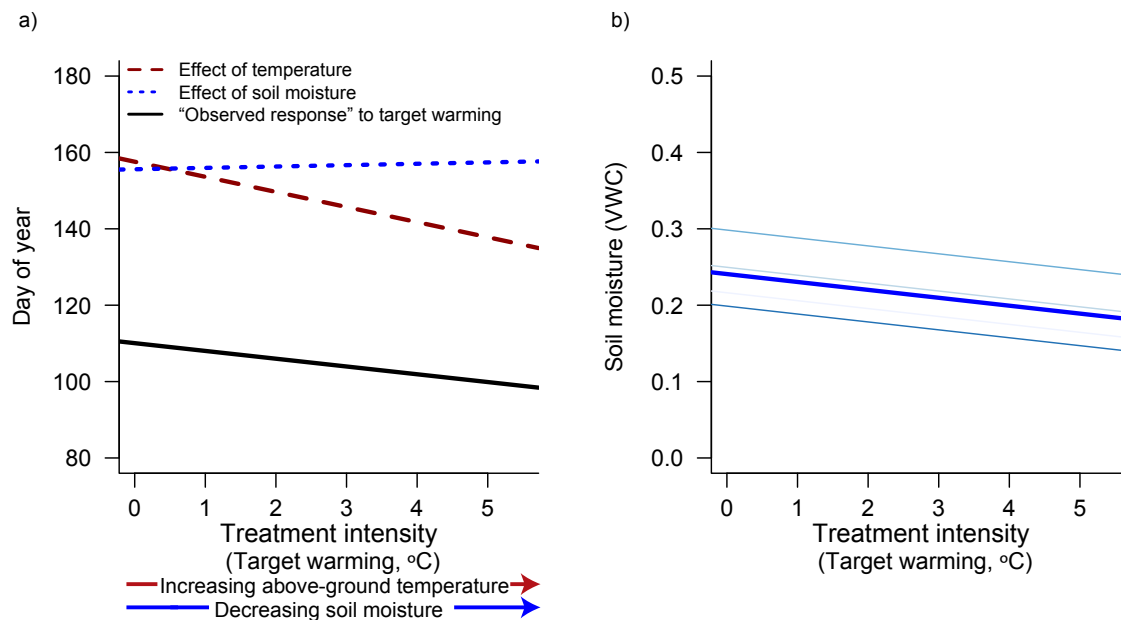 a)
180
160
140
120
100
80
Day of year
Effect of temperature
Effect of soil moisture
“Observed response” to target warming
0 1 2 3 4 5
Treatment intensity
(Target warming, ºC)
Increasing above-ground temperature
Decreasing soil moisture
b)
0.5
0.4
0.3
0.2
0.1
0.0
Soil moisture (VWC)
0 1 2 3 4 5
Treatment intensity
(Target warming, ºC)